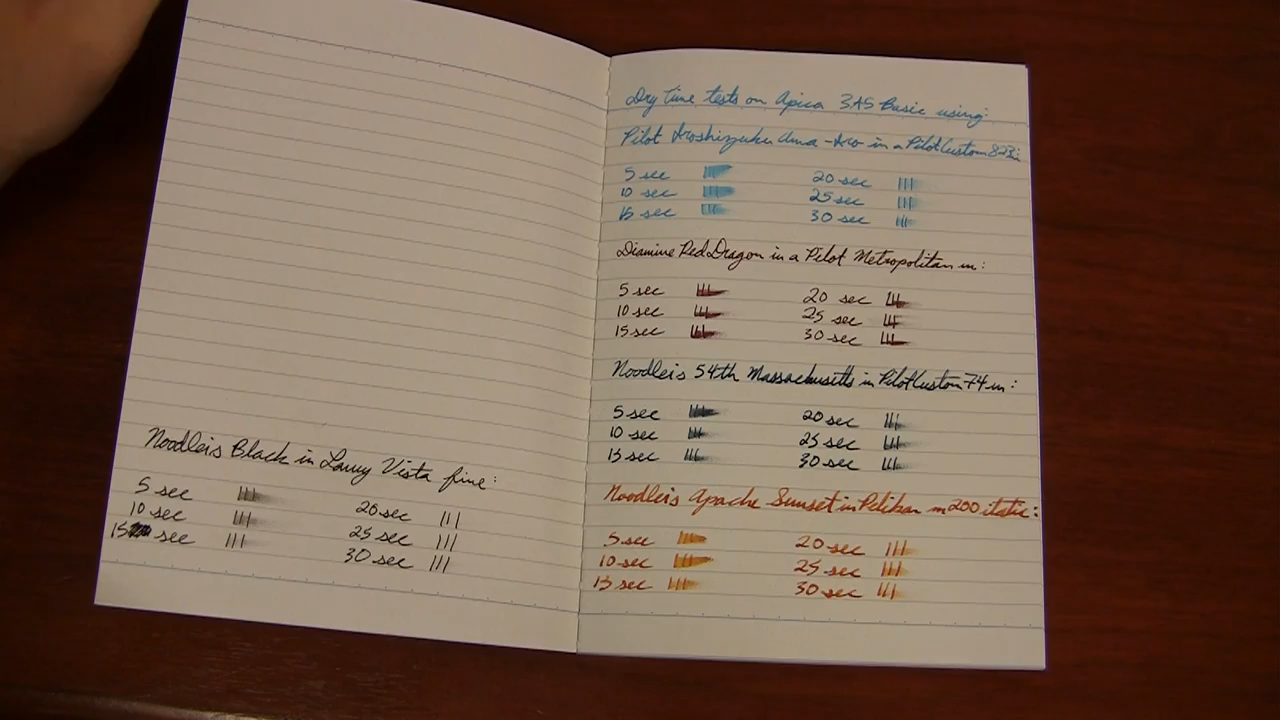 Noodler's Black in Lamy Vista fine:
5 sec 20 sec
10 sec 25 sec
15 sec 30 sec
Dry time tests on Apica 3A5 Basic using:
Pilot Iroshizuku Ama-Iro in a Pilot Custom 823:
5 sec 20 sec
10 sec 25 sec
15 sec 30 sec
Diamine Red Dragon in a Pilot Metropolitan m:
5 sec 20 sec
10 sec 25 sec
15 sec 30 sec
Noodler's 54th Massachusetts in Pilot Custom 74 m:
5 sec 20 sec
10 sec 25 sec
15 sec 30 sec
Noodler's Apache Sunset in Pelikan m200 italic:
5 sec 20 sec
10 sec 25 sec
15 sec 30 sec